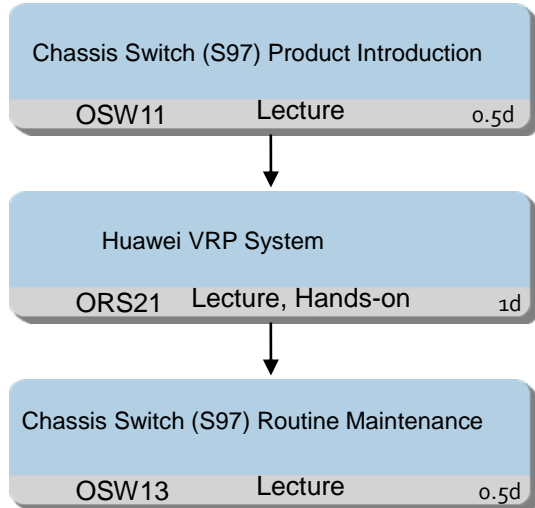 Chassis Switch (S97) Product Introduction
OSW11 Lecture 0.5d
Huawei VRP System
ORS21 Lecture, Hands-on 1d
Chassis Switch (S97) Routine Maintenance
OSW13 Lecture 0.5d